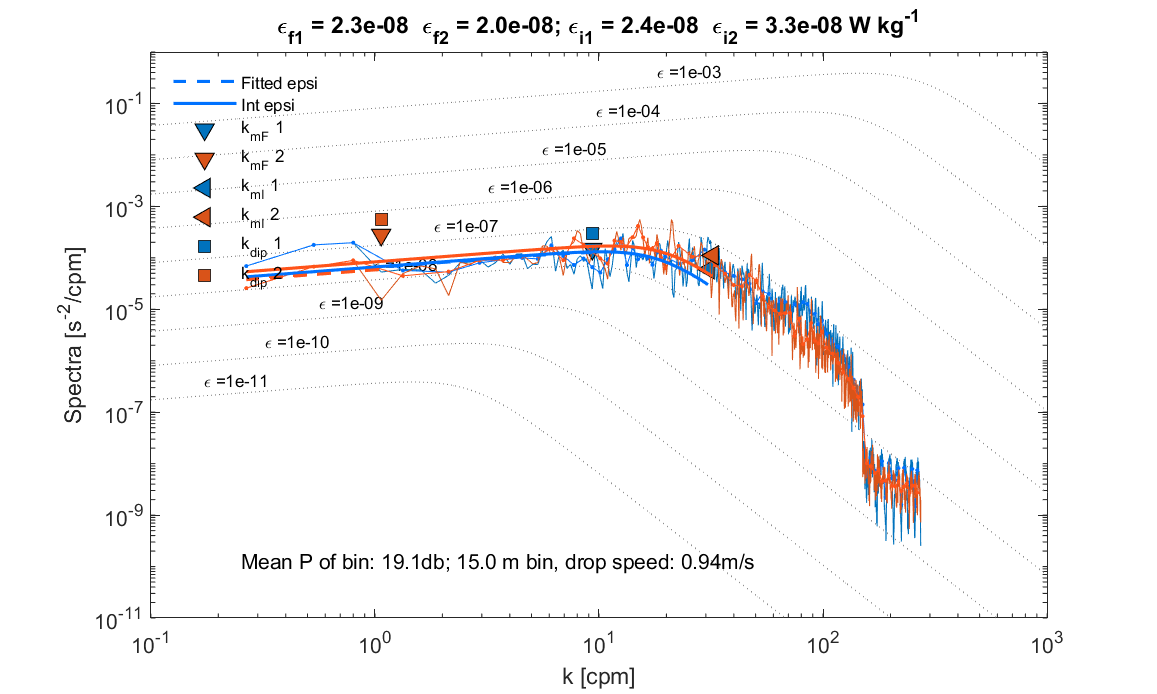 ϵf1 = 2.3e-08 ϵf2 = 2.0e-08; ϵi1 = 2.4e-08 ϵi2 = 3.3e-08 W kg-1
Fitted epsi
Int epsi
kmF 1
kmF 2
kmI 1
kmI 2
kdip 1
kdip 2
ϵ =1e-03
ϵ =1e-04
ϵ =1e-05
ϵ =1e-06
ϵ =1e-07
ϵ =1e-09
ϵ =1e-10
ϵ =1e-11
Mean P of bin: 19.1db; 15.0 m bin, drop speed: 0.94m/s
Spectra [s-2/cpm]
10-1
10-3
10-5
10-7
10-9
10-11
10-1 100 101 102 103
k [cpm]